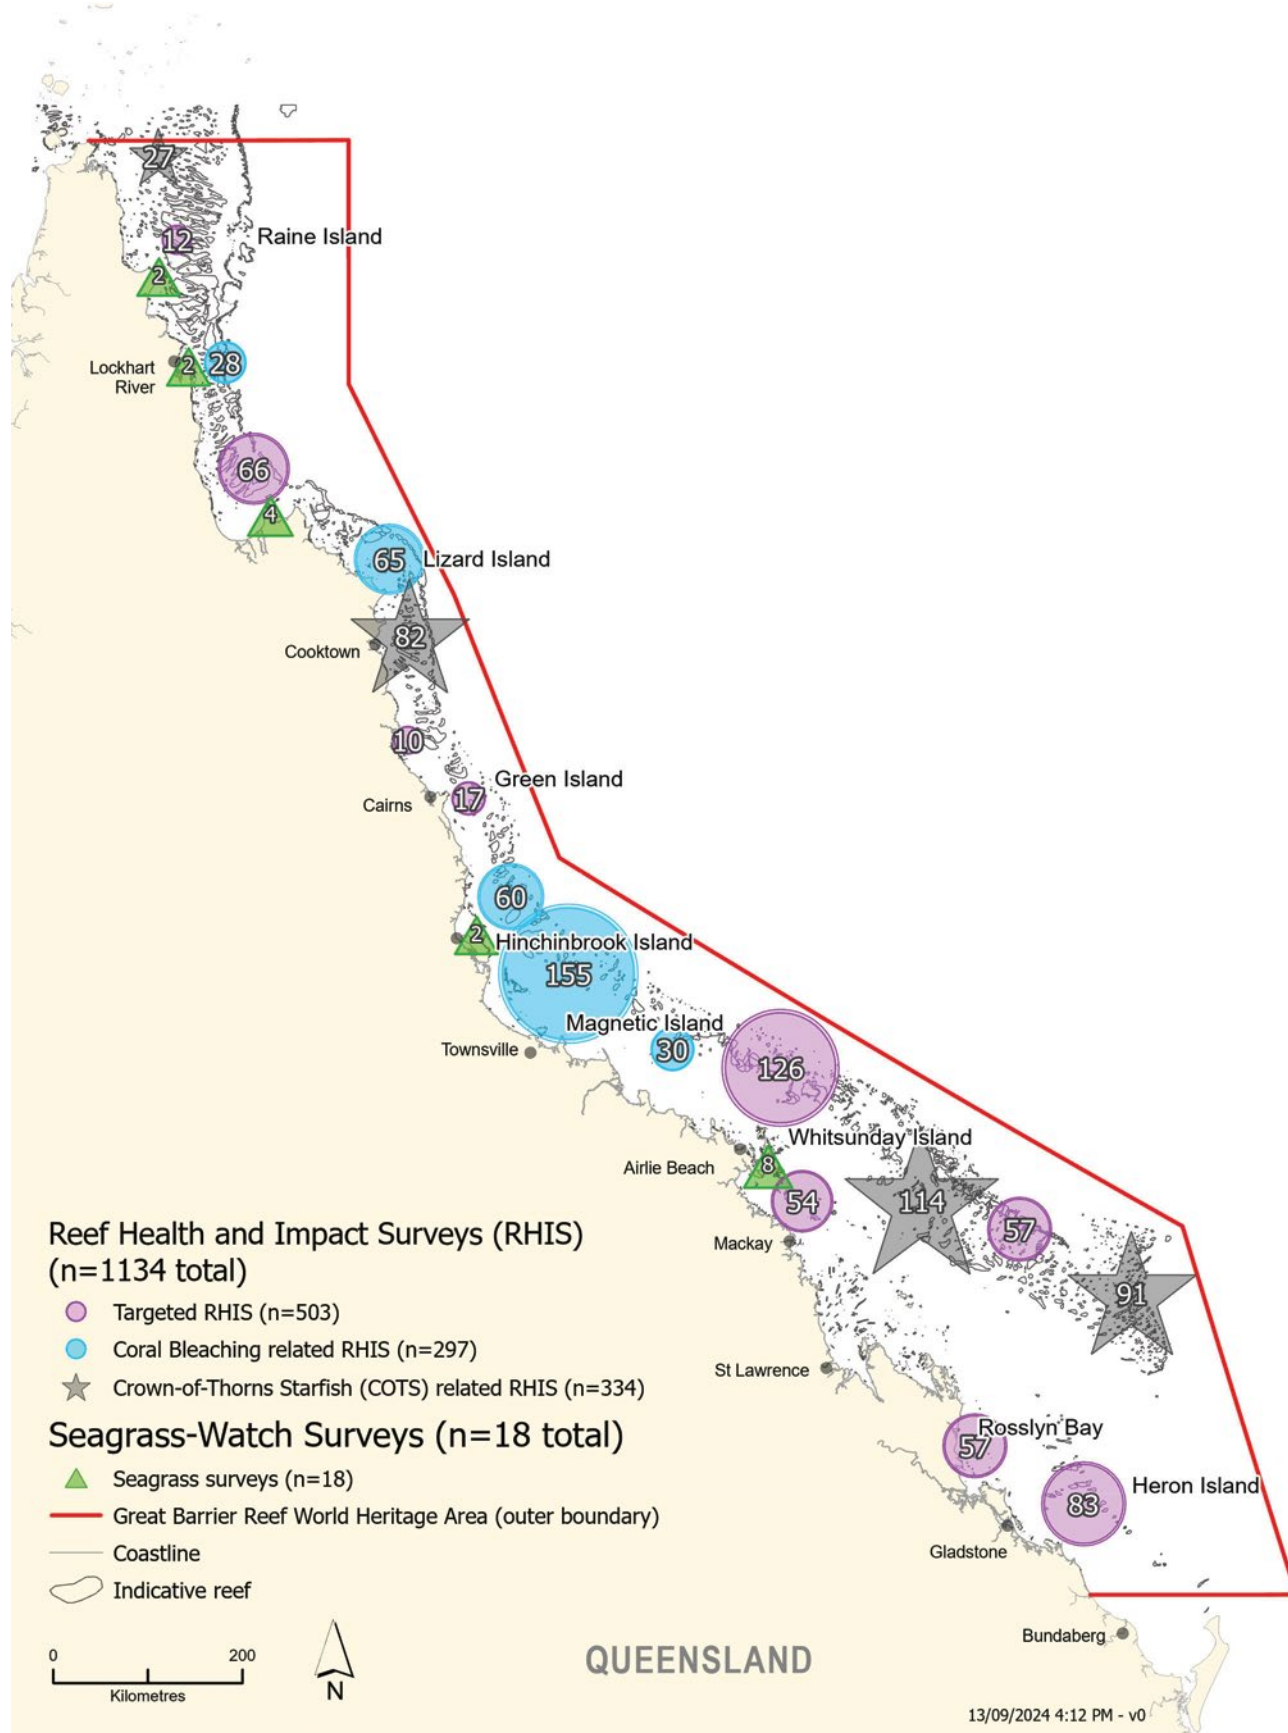 27
12
Raine Island
2
Lockhart
River
2
28
66
4
65
Lizard Island
82
Cooktown
10
Green Island
Cairns
17
60
2
Hinchinbrook Island
155
Magnetic Island
Townsville
30
126
Whitsunday Island
Airlie Beach
8
54
114
57
Mackay
91
St Lawrence
Rosslyn Bay
57
Heron Island
83
Gladstone
Bundaberg
Reef Health and Impact Surveys (RHIS)
(n=1134 total)
Targeted RHIS (n=503)
Coral Bleaching related RHIS (n=297)
Crown-of-Thorns Starfish (COTS) related RHIS (n=334)
Seagrass-Watch Surveys (n=18 total)
Seagrass surveys (n=18)
Great Barrier Reef World Heritage Area (outer boundary)
Coastline
Indicative reef
0 200
Kilometres
N
QUEENSLAND
13/09/2024 4:12 PM - v0